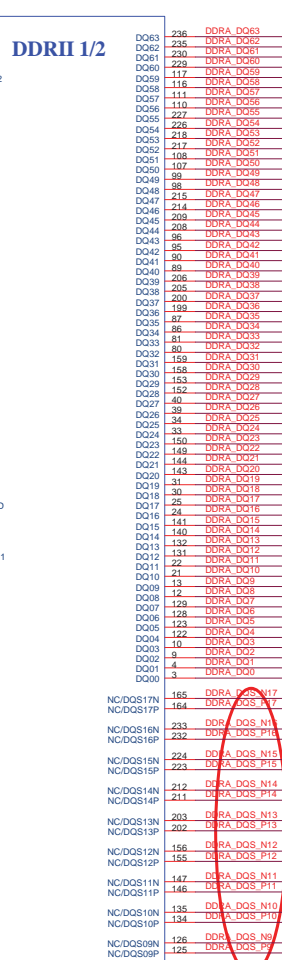 DDRII 1/2
DQ63 236 DDRA_DQ63
DQ62 235 DDRA_DQ62
DQ61 230 DDRA_DQ61
DQ60 229 DDRA_DQ60
DQ59 117 DDRA_DQ59
DQ58 116 DDRA_DQ58
DQ57 111 DDRA_DQ57
DQ56 110 DDRA_DQ56
DQ55 227 DDRA_DQ55
DQ54 226 DDRA_DQ54
DQ53 218 DDRA_DQ53
DQ52 217 DDRA_DQ52
DQ51 108 DDRA_DQ51
DQ50 107 DDRA_DQ50
DQ49 99 DDRA_DQ49
DQ48 98 DDRA_DQ48
DQ47 215 DDRA_DQ47
DQ46 214 DDRA_DQ46
DQ45 209 DDRA_DQ45
DQ44 208 DDRA_DQ44
DQ43 96 DDRA_DQ43
DQ42 95 DDRA_DQ42
DQ41 90 DDRA_DQ41
DQ40 89 DDRA_DQ40
DQ39 206 DDRA_DQ39
DQ38 205 DDRA_DQ38
DQ37 200 DDRA_DQ37
DQ36 199 DDRA_DQ36
DQ35 87 DDRA_DQ35
DQ34 86 DDRA_DQ34
DQ33 81 DDRA_DQ33
DQ32 80 DDRA_DQ32
DQ31 159 DDRA_DQ31
DQ30 158 DDRA_DQ30
DQ29 153 DDRA_DQ29
DQ28 152 DDRA_DQ28
DQ27 40 DDRA_DQ27
DQ26 39 DDRA_DQ26
DQ25 34 DDRA_DQ25
DQ24 33 DDRA_DQ24
DQ23 150 DDRA_DQ23
DQ22 149 DDRA_DQ22
DQ21 144 DDRA_DQ21
DQ20 143 DDRA_DQ20
DQ19 31 DDRA_DQ19
DQ18 30 DDRA_DQ18
DQ17 25 DDRA_DQ17
DQ16 24 DDRA_DQ16
DQ15 141 DDRA_DQ15
DQ14 140 DDRA_DQ14
DQ13 132 DDRA_DQ13
DQ12 131 DDRA_DQ12
DQ11 22 DDRA_DQ11
DQ10 21 DDRA_DQ10
DQ09 13 DDRA_DQ9
DQ08 12 DDRA_DQ8
DQ07 129 DDRA_DQ7
DQ06 128 DDRA_DQ6
DQ05 123 DDRA_DQ5
DQ04 122 DDRA_DQ4
DQ03 10 DDRA_DQ3
DQ02 9 DDRA_DQ2
DQ01 4 DDRA_DQ1
DQ00 3 DDRA_DQ0
NC/DQS17N 165 DDRA_DQS_N17
NC/DQS17P 164 DDRA_DQS_P17
NC/DQS16N 233 DDRA_DQS_N16
NC/DQS16P 232 DDRA_DQS_P16
NC/DQS15N 224 DDRA_DQS_N15
NC/DQS15P 223 DDRA_DQS_P15
NC/DQS14N 212 DDRA_DQS_N14
NC/DQS14P 211 DDRA_DQS_P14
NC/DQS13N 203 DDRA_DQS_N13
NC/DQS13P 202 DDRA_DQS_P13
NC/DQS12N 156 DDRA_DQS_N12
NC/DQS12P 155 DDRA_DQS_P12
NC/DQS11N 147 DDRA_DQS_N11
NC/DQS11P 146 DDRA_DQS_P11
NC/DQS10N 135 DDRA_DQS_N10
NC/DQS10P 134 DDRA_DQS_P10
NC/DQS09N 126 DDRA_DQS_N9
NC/DQS09P 125 DDRA_DQS_P9